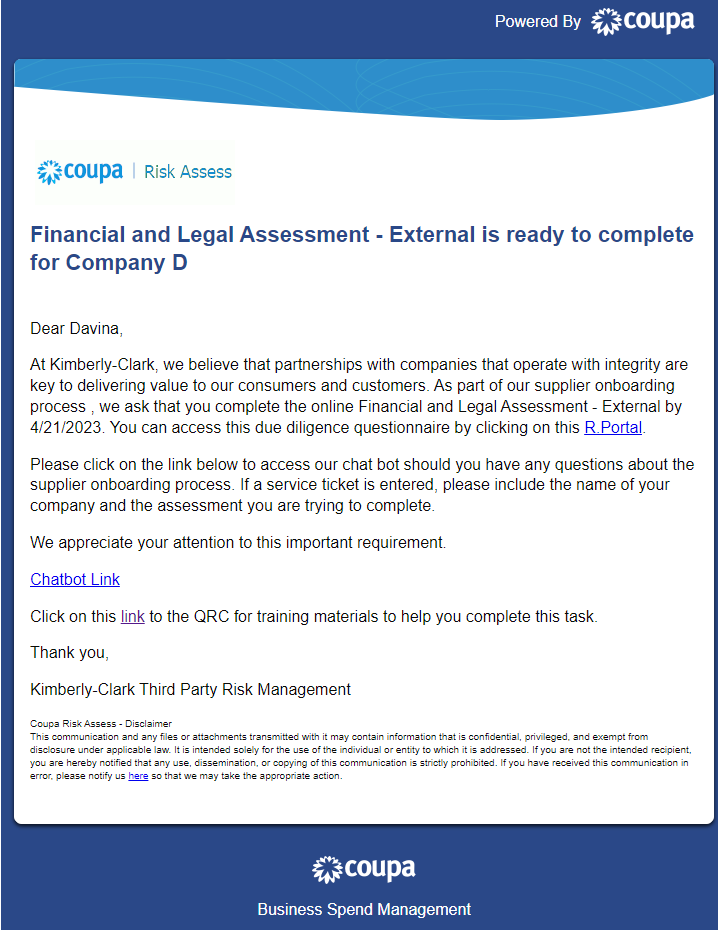 Powered By coupa
coupa | Risk Assess
Financial and Legal Assessment - External is ready to complete
for Company D
Dear Davina,
At Kimberly-Clark, we believe that partnerships with companies that operate with integrity are
key to delivering value to our consumers and customers. As part of our supplier onboarding
process , we ask that you complete the online Financial and Legal Assessment - External by
4/21/2023. You can access this due diligence questionnaire by clicking on this R.Portal.
Please click on the link below to access our chat bot should you have any questions about the
supplier onboarding process. If a service ticket is entered, please include the name of your
company and the assessment you are trying to complete.
We appreciate your attention to this important requirement.
Chatbot Link
Click on this link to the QRC for training materials to help you complete this task.
Thank you,
Kimberly-Clark Third Party Risk Management
Coupa Risk Assess - Disclaimer
This communication and any files or attachments transmitted with it may contain information that is confidential, privileged, and exempt from
disclosure under applicable law. It is intended solely for the use of the individual or entity to which it is addressed. If you are not the intended recipient,
you are hereby notified that any use, dissemination, or copying of this communication is strictly prohibited. If you have received this communication in
error, please notify us here so that we may take the appropriate action.
coupa
Business Spend Management